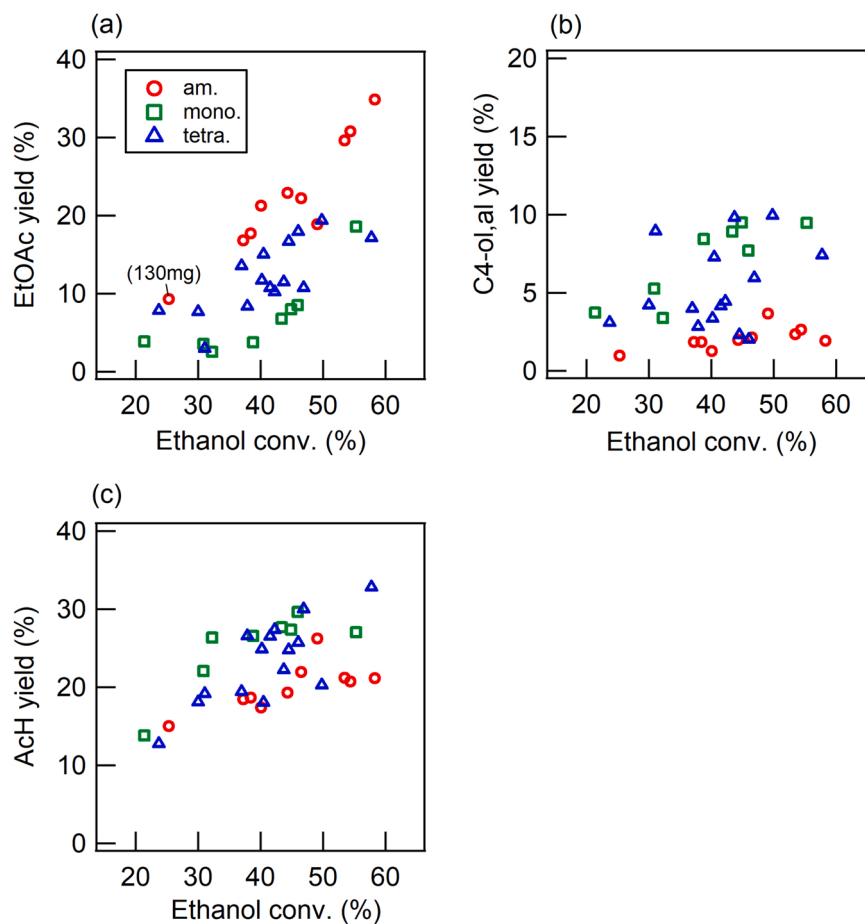 (a)
40
30
20
10
0
EtOAc yield (%)
am.
mono.
tetra.
(130mg)
20 30 40 50 60
Ethanol conv. (%)
(b)
20
15
10
5
0
C4-ol,al yield (%)
20 30 40 50 60
Ethanol conv. (%)
(c)
40
30
20
10
0
AcH yield (%)
20 30 40 50 60
Ethanol conv. (%)